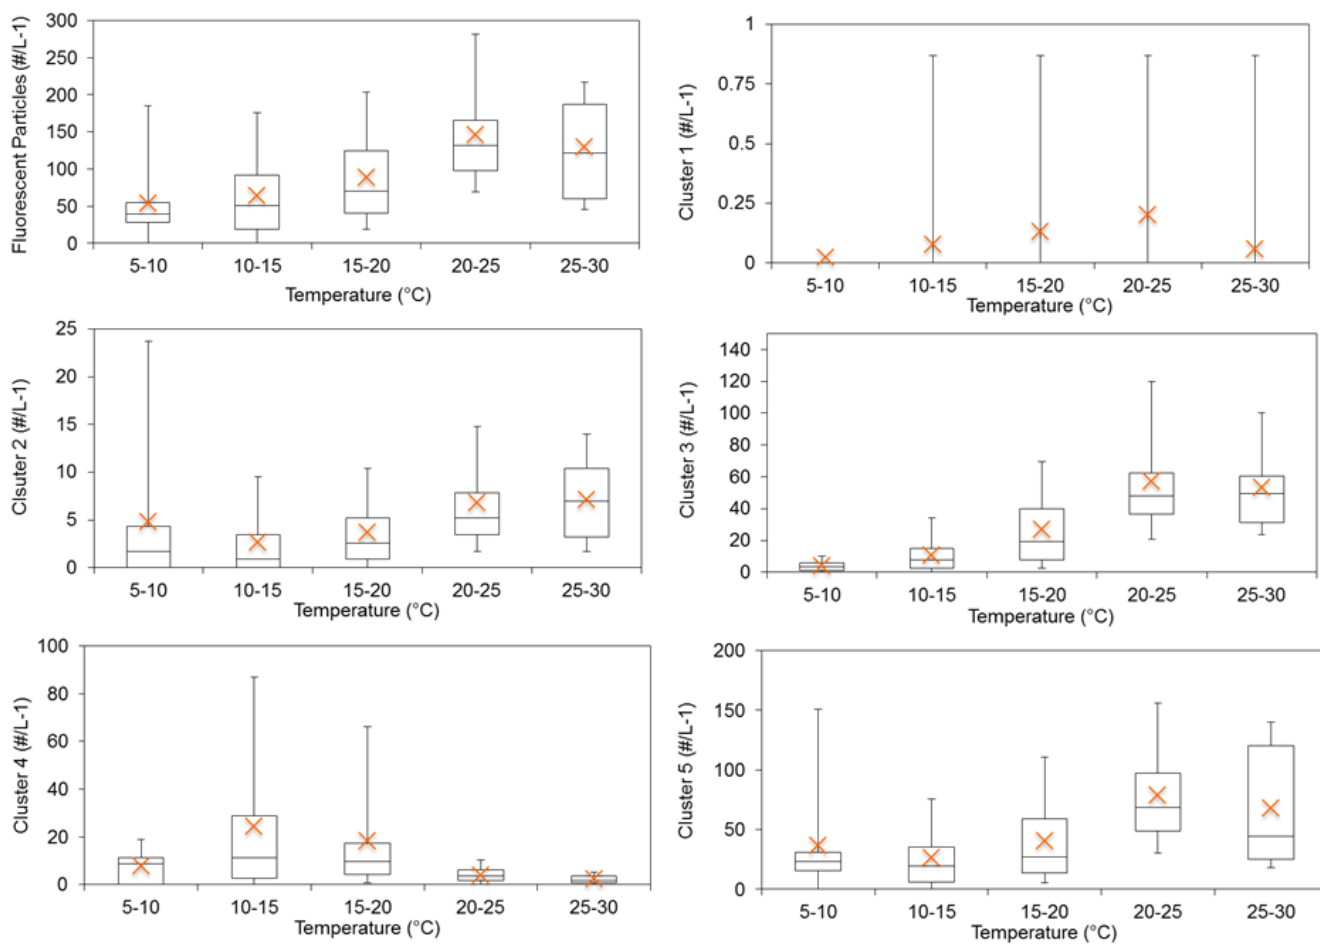 Fluorescent Particles (#/L-1)
300
250
200
150
100
50
0
5-10 10-15 15-20 20-25 25-30
Temperature (°C)
Cluster 1 (#/L-1)
1
0.75
0.5
0.25
0
5-10 10-15 15-20 20-25 25-30
Temperature (°C)
Clsuter 2 (#/L-1)
25
20
15
10
5
0
5-10 10-15 15-20 20-25 25-30
Temperature (°C)
Cluster 3 (#/L-1)
140
120
100
80
60
40
20
0
5-10 10-15 15-20 20-25 25-30
Temperature (°C)
Cluster 4 (#/L-1)
100
80
60
40
20
0
5-10 10-15 15-20 20-25 25-30
Temperature (°C)
Cluster 5 (#/L-1)
200
150
100
50
0
5-10 10-15 15-20 20-25 25-30
Temperature (°C)